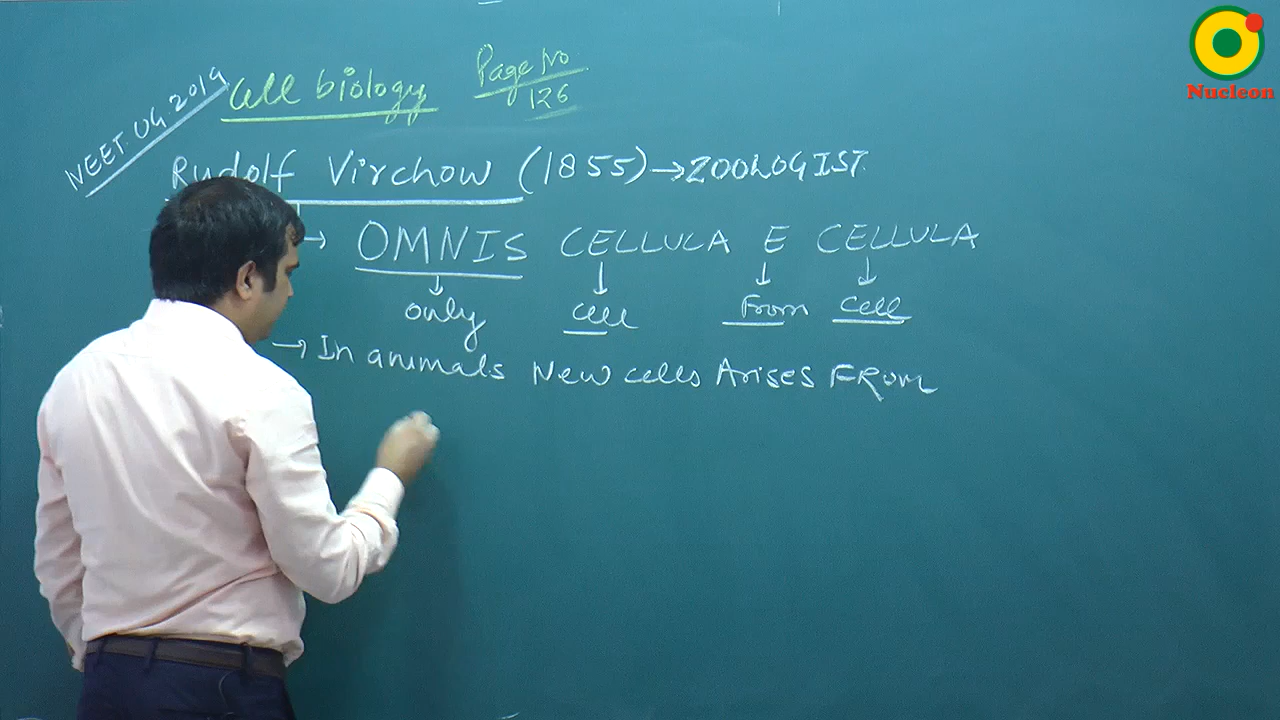 NEET UG 2019
Cell biology
Page No
126
Nucleon
Rudolf Virchow (1855) → ZOOLOGIST
→ OMNIS CELLULA E CELLULA
↓ ↓ ↓ ↓
only cell From Cell
→ In animals New cells Arises FROM